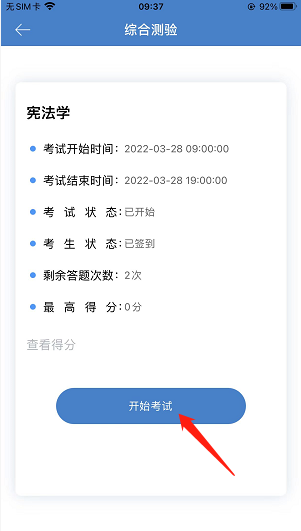 无SIM卡 09:37 92%
综合测验
宪法学
考试开始时间：2022-03-28 09:00:00
考试结束时间：2022-03-28 19:00:00
考 试 状 态：已开始
考 生 状 态：已签到
剩余答题次数：2次
最 高 得 分：0分
查看得分
开始考试